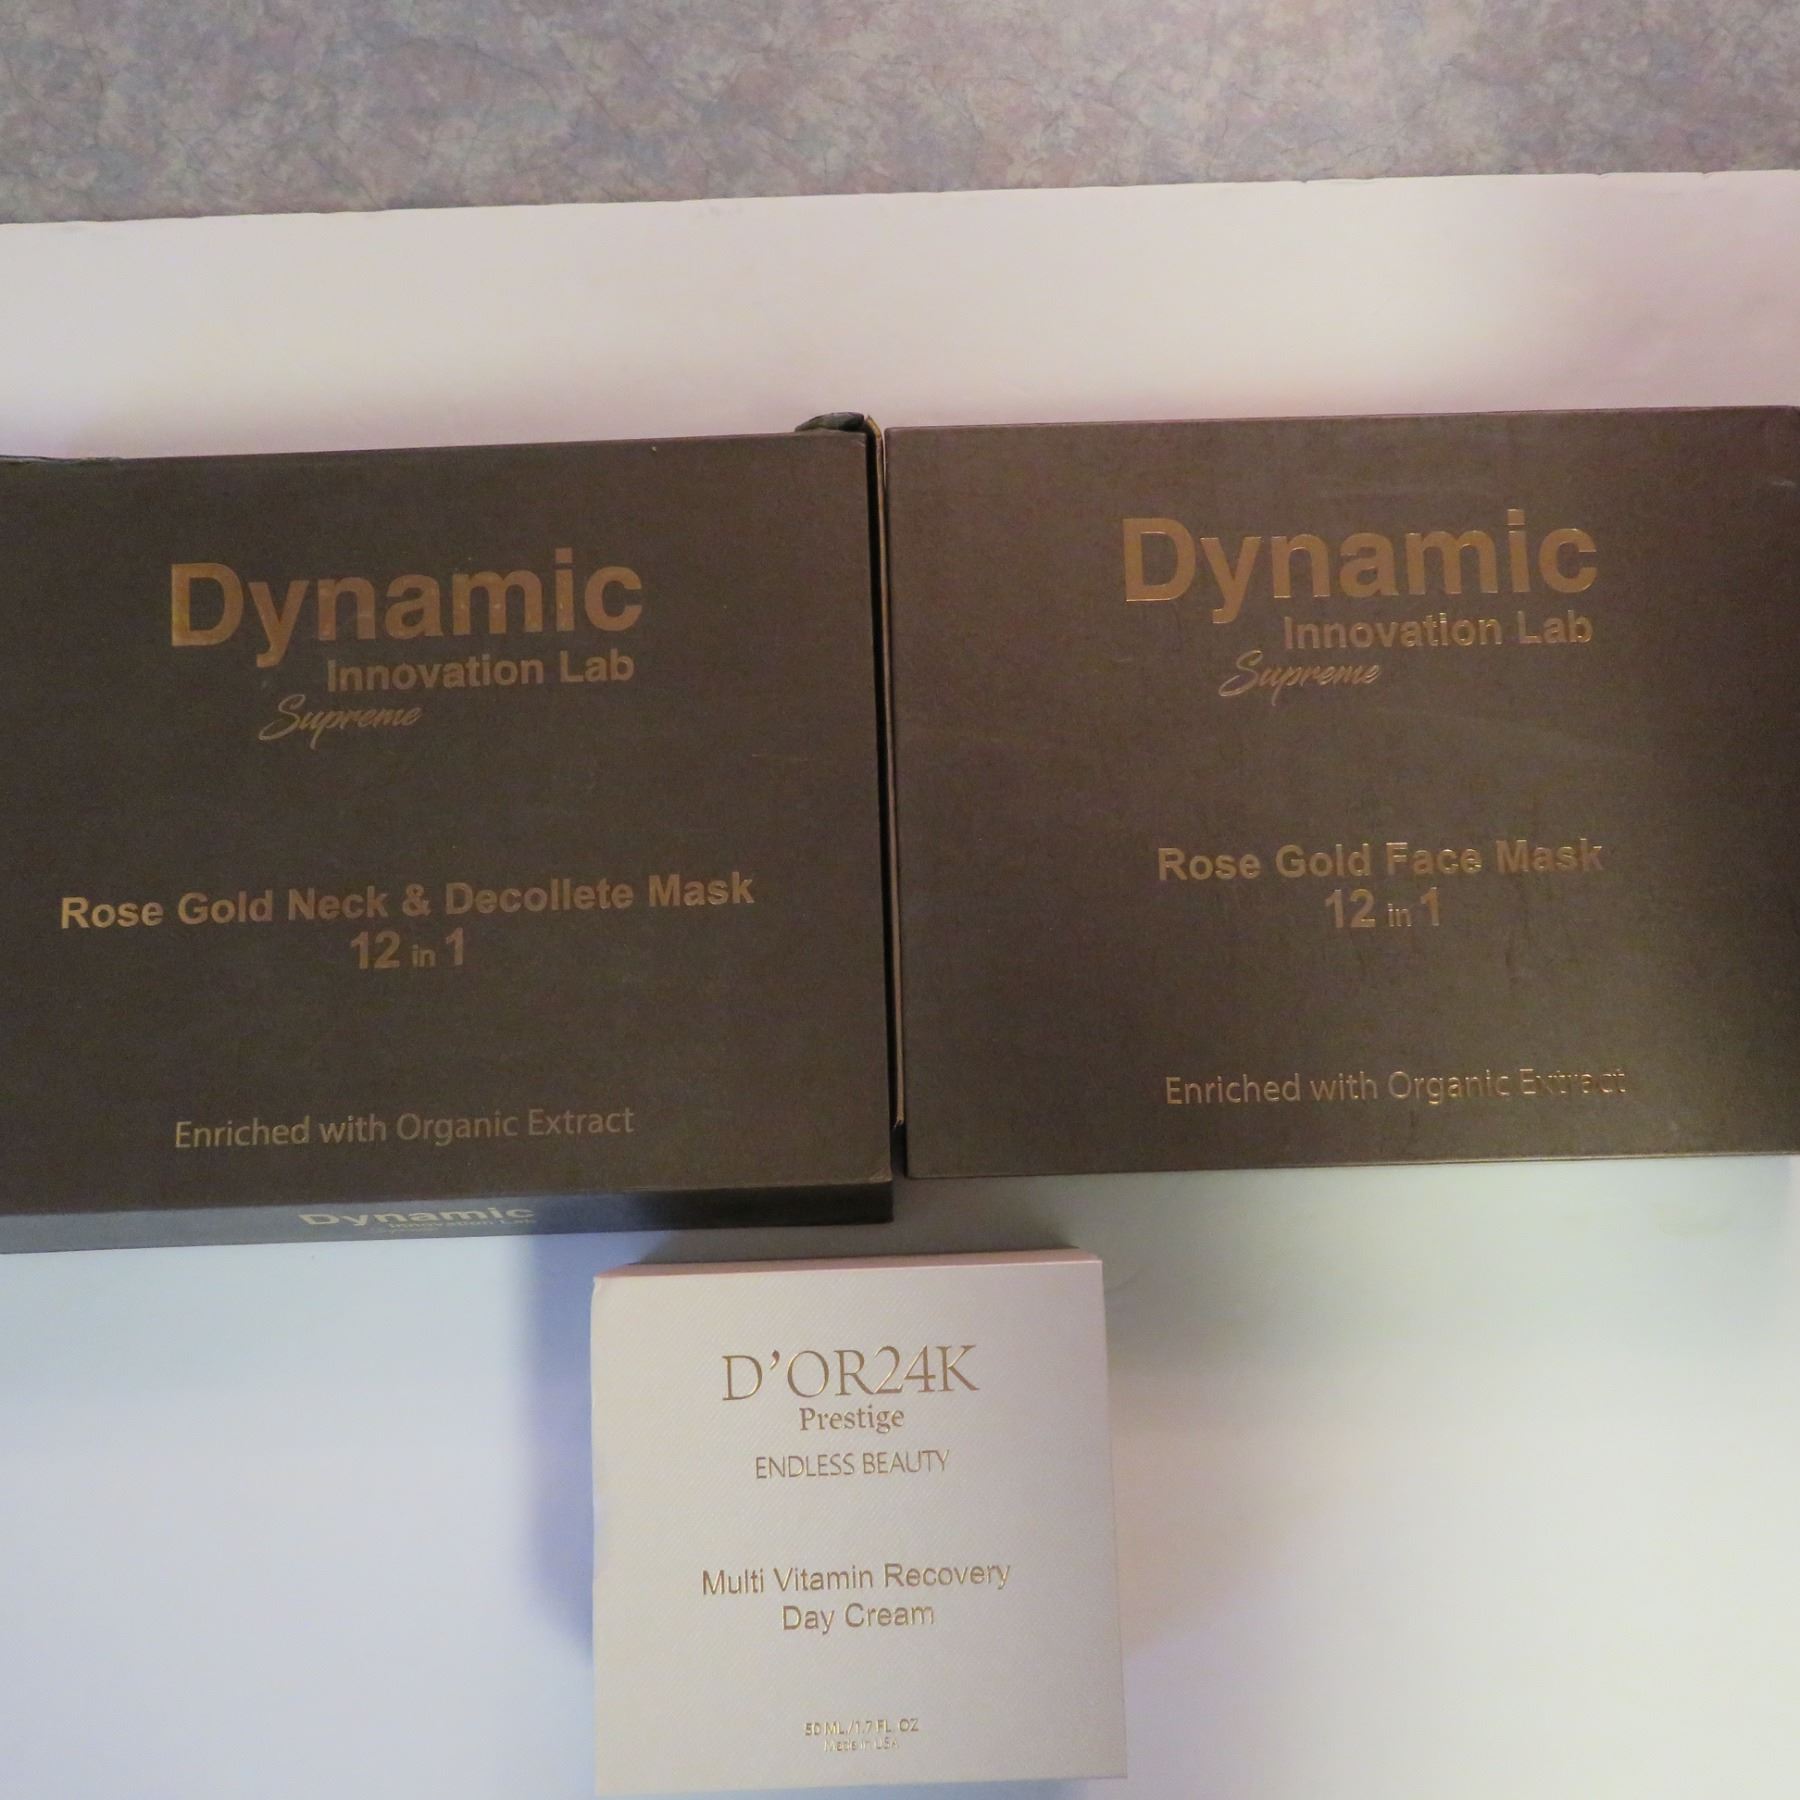 Dynamic
Innovation Lab
Supreme
Rose Gold Neck & Decollete Mask
12 in 1
Enriched with Organic Extract
Dynamic
Innovation Lab
Dynamic
Innovation Lab
Supreme
Rose Gold Face Mask
12 in 1
Enriched with Organic Extract
D'OR24K
Prestige
ENDLESS BEAUTY
Multi Vitamin Recovery
Day Cream
50 ML./1.7 FL. OZ
Made in USA